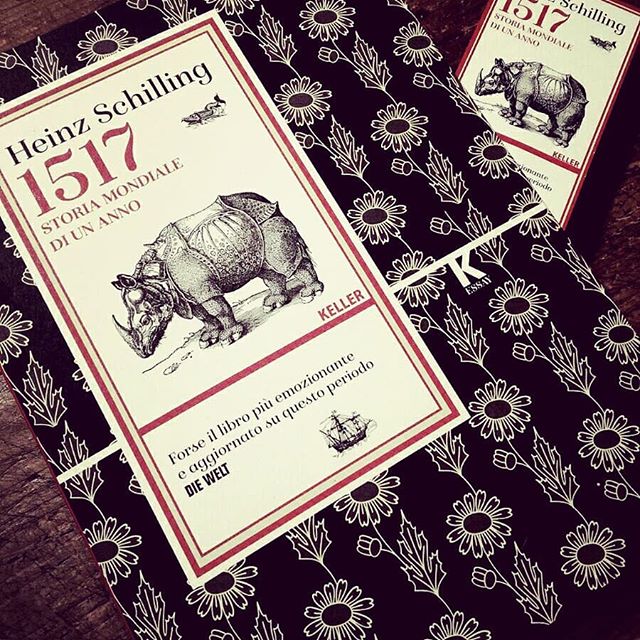 Heinz Schilling
1517
STORIA MONDIALE
DI UN ANNO
KELLER
Forse il libro più emozionante
e aggiornato su questo periodo
DIE WELT
K
ESSAY
Schilling
1517
STORIA MONDIALE
DI UN ANNO
KELLER
periodo